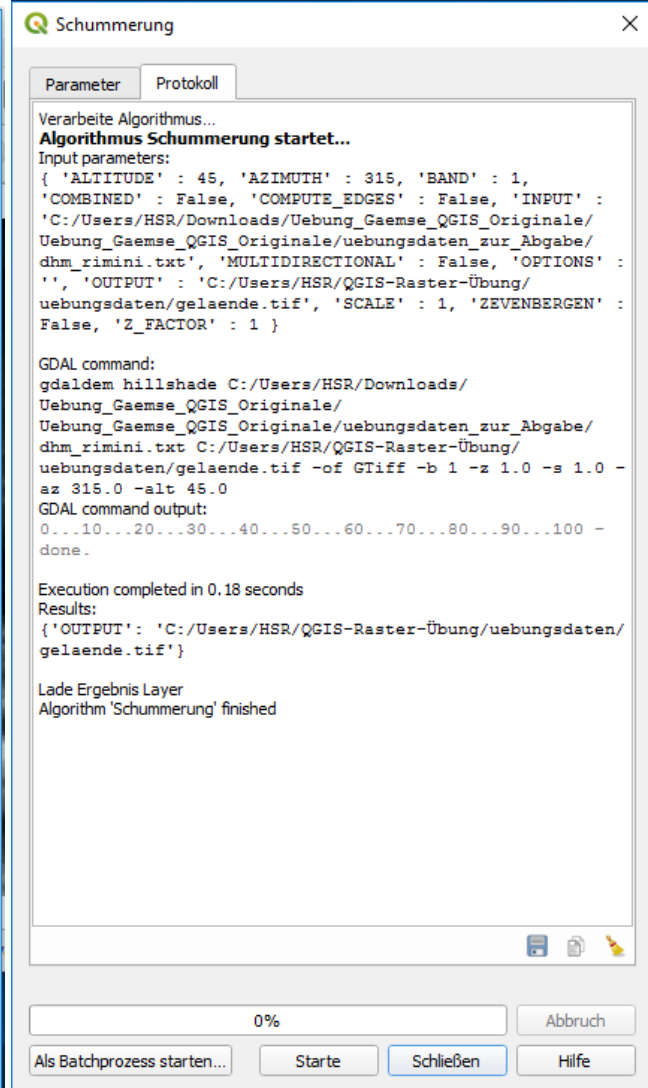 Schummerung
Parameter
Protokoll
Verarbeite Algorithmus...
Algorithmus Schummerung startet...
Input parameters:
{ 'ALTITUDE' : 45, 'AZIMUTH' : 315, 'BAND' : 1,
'COMBINED' : False, 'COMPUTE_EDGES' : False, 'INPUT' :
'C:/Users/HSR/Downloads/Uebung_Gaemse_QGIS_Originale/
Uebung_Gaemse_QGIS_Originale/uebungsdaten_zur_Abgabe/
dhm_rimini.txt', 'MULTIDIRECTIONAL' : False, 'OPTIONS' :
'', 'OUTPUT' : 'C:/Users/HSR/QGIS-Raster-Übung/
uebungsdaten/gelaende.tif', 'SCALE' : 1, 'ZEVENBERGEN' :
False, 'Z_FACTOR' : 1 }
GDAL command:
gdaldem hillshade C:/Users/HSR/Downloads/
Uebung_Gaemse_QGIS_Originale/
Uebung_Gaemse_QGIS_Originale/uebungsdaten_zur_Abgabe/
dhm_rimini.txt C:/Users/HSR/QGIS-Raster-Übung/
uebungsdaten/gelaende.tif -of GTiff -b 1 -z 1.0 -s 1.0 -
az 315.0 -alt 45.0
GDAL command output:
0...10...20...30...40...50...60...70...80...90...100 -
done.
Execution completed in 0.18 seconds
Results:
{'OUTPUT': 'C:/Users/HSR/QGIS-Raster-Übung/uebungsdaten/
gelaende.tif'}
Lade Ergebnis Layer
Algorithm 'Schummerung' finished
0%
Abbruch
Als Batchprozess starten...
Starte
Schließen
Hilfe